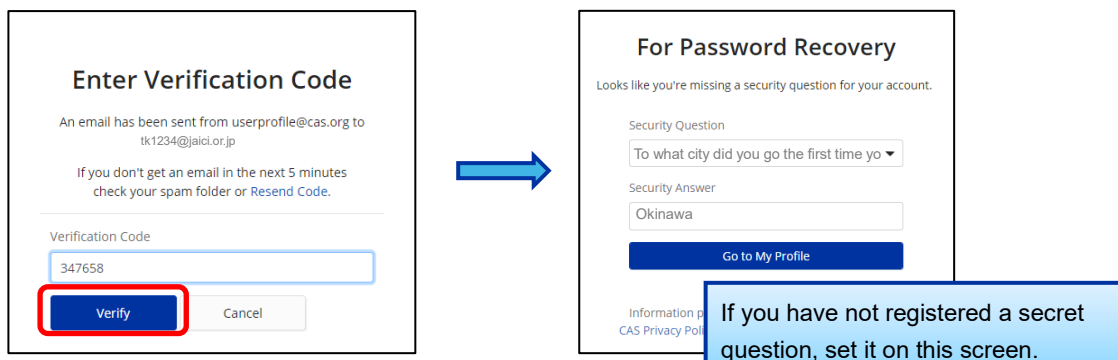 Enter Verification Code
An email has been sent from userprofile@cas.org to
tk1234@jaici.or.jp
If you don't get an email in the next 5 minutes
check your spam folder or Resend Code.
Verification Code
347658
Verify
Cancel
For Password Recovery
Looks like you're missing a security question for your account.
Security Question
To what city did you go the first time yo
Security Answer
Okinawa
Go to My Profile
Information p
CAS Privacy Poli
If you have not registered a secret
question, set it on this screen.